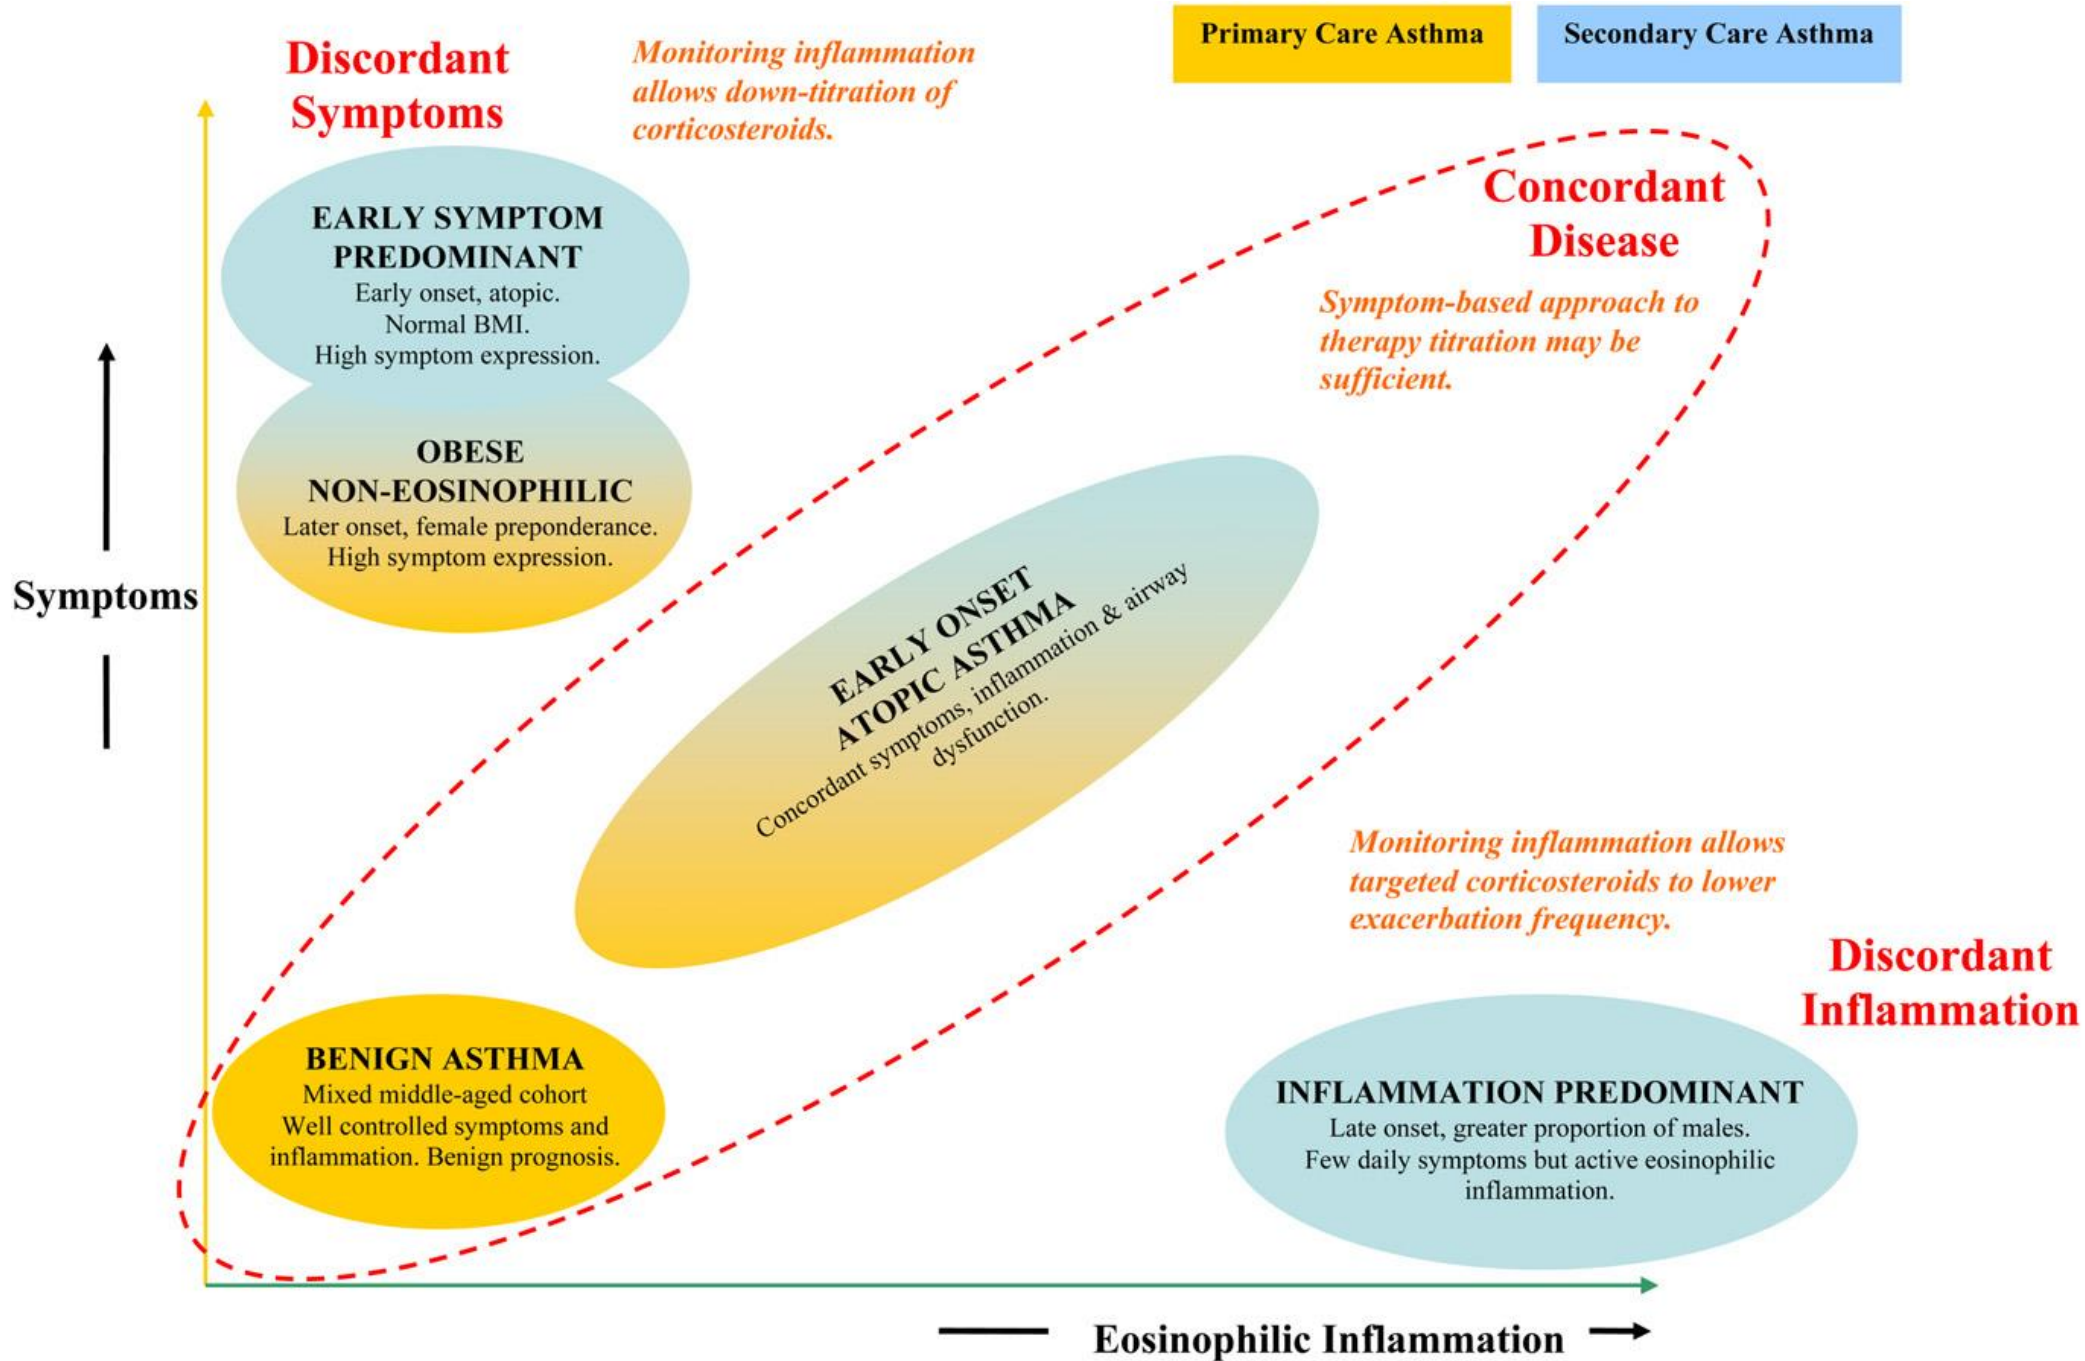 Primary Care Asthma
Secondary Care Asthma
Discordant
Symptoms
Monitoring inflammation
allows down-titration of
corticosteroids.
EARLY SYMPTOM
PREDOMINANT
Early onset, atopic.
Normal BMI.
High symptom expression.
OBESE
NON-EOSINOPHILIC
Later onset, female preponderance.
High symptom expression.
Concordant
Disease
Symptom-based approach to
therapy titration may be
sufficient.
Symptoms
EARLY ONSET
ATOPIC ASTHMA
Concordant symptoms, inflammation & airway
dysfunction.
Monitoring inflammation allows
targeted corticosteroids to lower
exacerbation frequency.
Discordant
Inflammation
BENIGN ASTHMA
Mixed middle-aged cohort
Well controlled symptoms and
inflammation. Benign prognosis.
INFLAMMATION PREDOMINANT
Late onset, greater proportion of males.
Few daily symptoms but active eosinophilic
inflammation.
Eosinophilic Inflammation